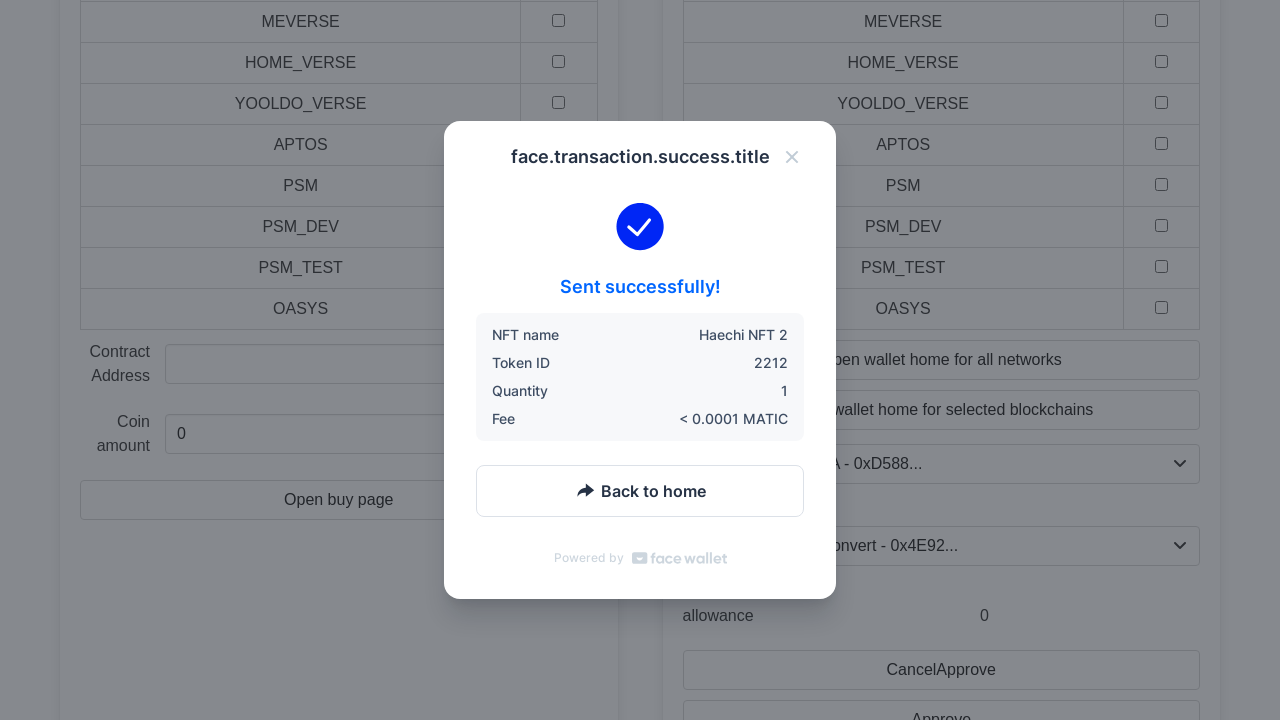 MEVERSE
HOME_VERSE
YOOLDO_VERSE
APTOS
PSM
PSM_DEV
PSM_TEST
OASYS
Contract
Address
Coin
amount
0
Open buy page
face.transaction.success.title
Sent successfully!
NFT name Haechi NFT 2
Token ID 2212
Quantity 1
Fee < 0.0001 MATIC
Back to home
Powered by face wallet
MEVERSE
HOME_VERSE
YOOLDO_VERSE
APTOS
PSM
PSM_DEV
PSM_TEST
OASYS
wallet home for all networks
wallet home for selected blockchains
- 0xD588...
- 0x4E92...
allowance 0
CancelApprove
Approve